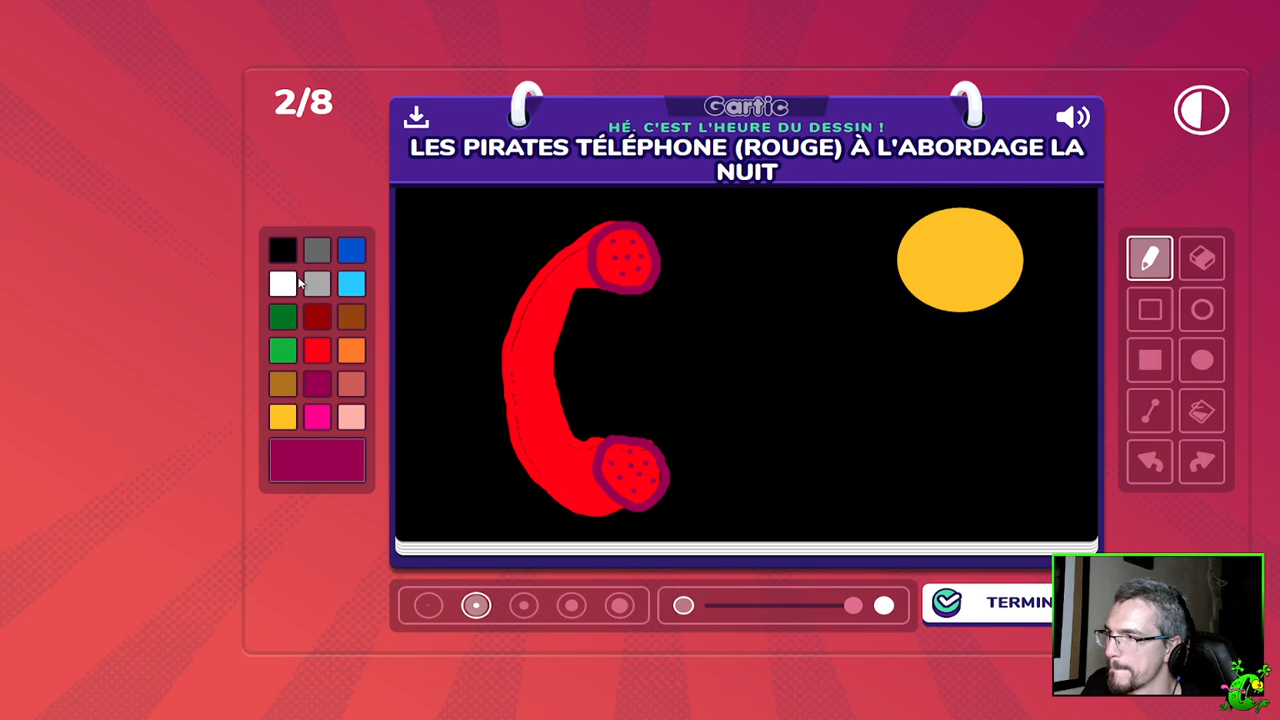 2/8
Gartic
HÉ, C'EST L'HEURE DU DESSIN !
LES PIRATES TÉLÉPHONE (ROUGE) À L'ABORDAGE LA
NUIT
TERMIN